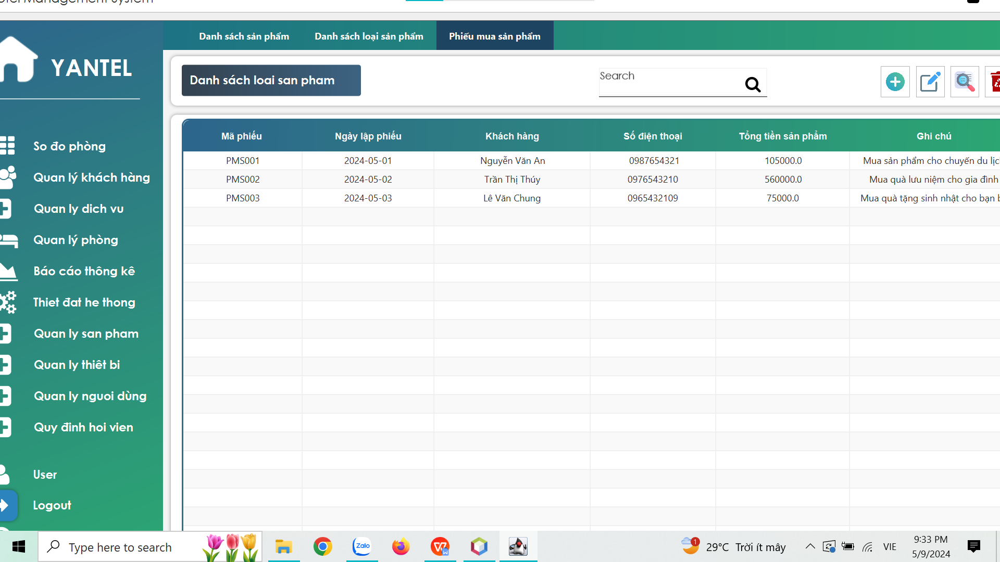 YANTEL
So đo phòng
Quan lý khách hàng
Quan ly dich vu
Quan lý phòng
Báo cáo thông kê
Thiet đat he thong
Quan ly san pham
Quan ly thiêt bi
Quan ly nguoi dùng
Quy đinh hoi vien
User
Logout
Danh sách sản phẩm Danh sách loại sản phẩm Phiếu mua sản phẩm
Danh sách loai san pham
Search
Mã phiếu Ngày lập phiếu Khách hàng Số điện thoại Tổng tiền sản phẩm Ghi chú
PMS001 2024-05-01 Nguyễn Văn An 0987654321 105000.0 Mua sản phẩm cho chuyến du lịc
PMS002 2024-05-02 Trần Thị Thúy 0976543210 560000.0 Mua quà lưu niệm cho gia đình
PMS003 2024-05-03 Lê Văn Chung 0965432109 75000.0 Mua quà tặng sinh nhật cho bạn
Type here to search
Zalo
1
29°C Trời ít mây
VIE
9:33 PM
5/9/2024